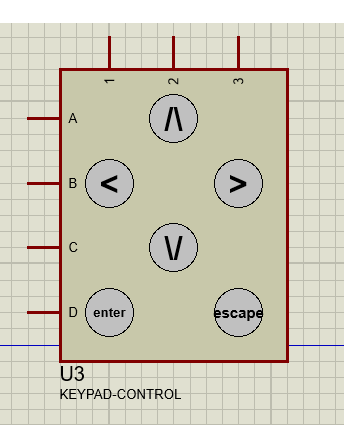 1 2 3
A /\
B < >
C \/
D enter escape
U3
KEYPAD-CONTROL